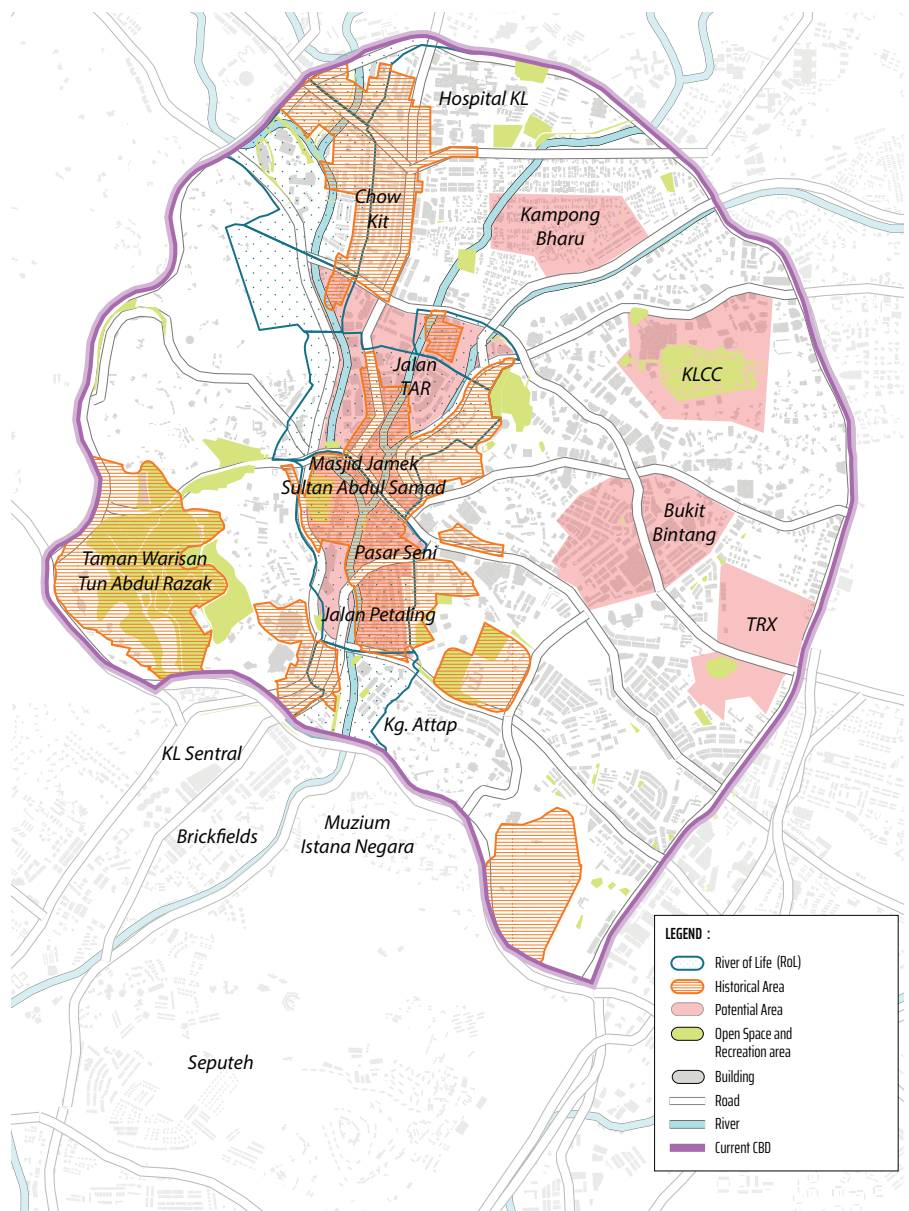 Hospital KL
Chow
Kit
Kampong
Bharu
Jalan
TAR
KLCC
Masjid Jamek
Sultan Abdul Samad
Bukit
Bintang
Pasar Seni
Taman Warisan
Tun Abdul Razak
Jalan Petaling
TRX
Kg. Attap
KL Sentral
Brickfields
Muzium
Istana Negara
Seputeh
LEGEND :
River of Life (RoL)
Historical Area
Potential Area
Open Space and
Recreation area
Building
Road
River
Current CBD